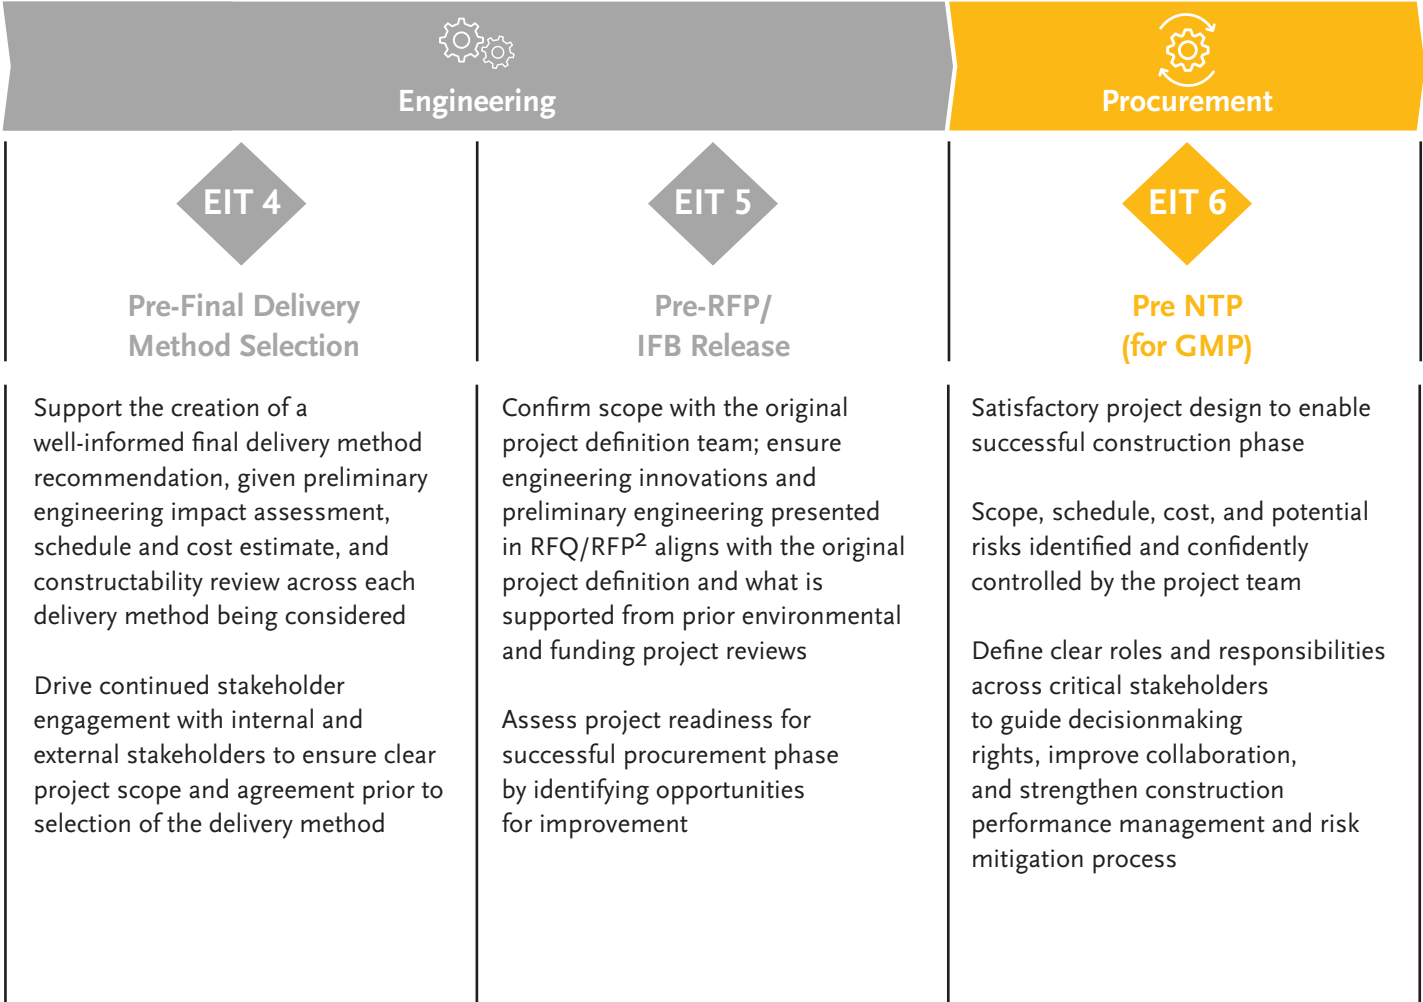 Engineering
Procurement
EIT 4
EIT 5
EIT 6
Pre-Final Delivery
Method Selection
Pre-RFP/
IFB Release
Pre NTP
(for GMP)
Support the creation of a
well-informed final delivery method
recommendation, given preliminary
engineering impact assessment,
schedule and cost estimate, and
constructability review across each
delivery method being considered
Drive continued stakeholder
engagement with internal and
external stakeholders to ensure clear
project scope and agreement prior to
selection of the delivery method
Confirm scope with the original
project definition team; ensure
engineering innovations and
preliminary engineering presented
in RFQ/RFP² aligns with the original
project definition and what is
supported from prior environmental
and funding project reviews
Assess project readiness for
successful procurement phase
by identifying opportunities
for improvement
Satisfactory project design to enable
successful construction phase
Scope, schedule, cost, and potential
risks identified and confidently
controlled by the project team
Define clear roles and responsibilities
across critical stakeholders
to guide decisionmaking
rights, improve collaboration,
and strengthen construction
performance management and risk
mitigation process